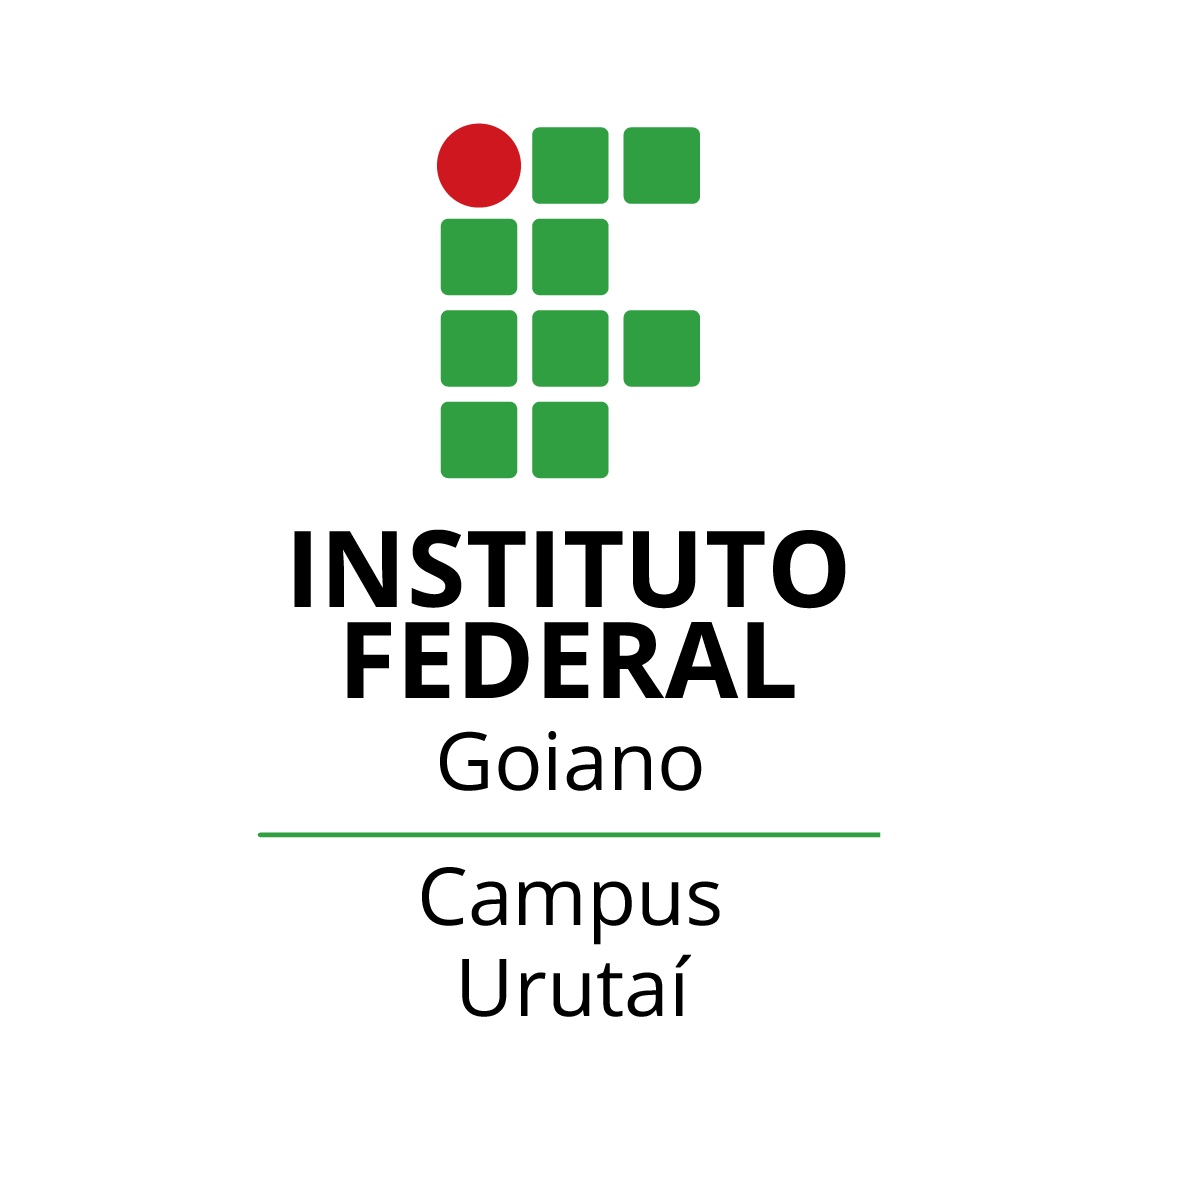 INSTITUTO
FEDERAL
Goiano
Campus
Urutaí